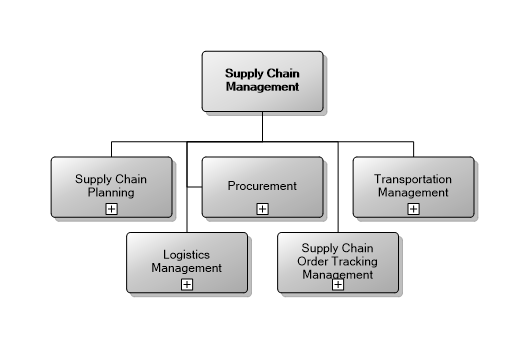 Supply Chain
Management
Supply Chain
Planning
Procurement
Transportation
Management
Logistics
Management
Supply Chain
Order Tracking
Management